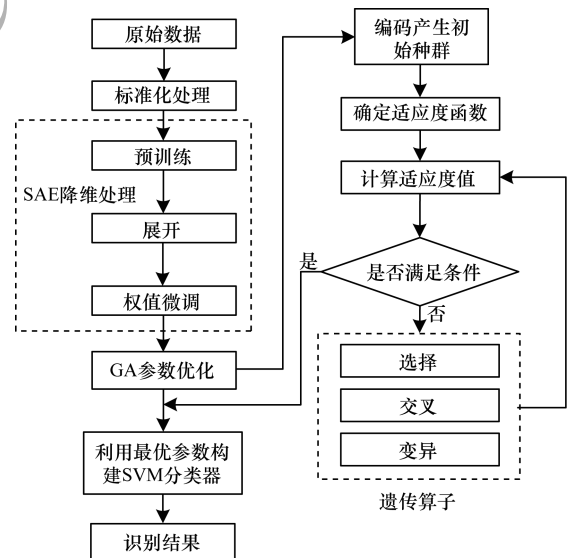 原始数据
标准化处理
预训练
SAE降维处理
展开
权值微调
GA参数优化
利用最优参数构
建SVM分类器
识别结果
编码产生初
始种群
确定适应度函数
计算适应度值
是否满足条件
是
否
选择
交叉
变异
遗传算子